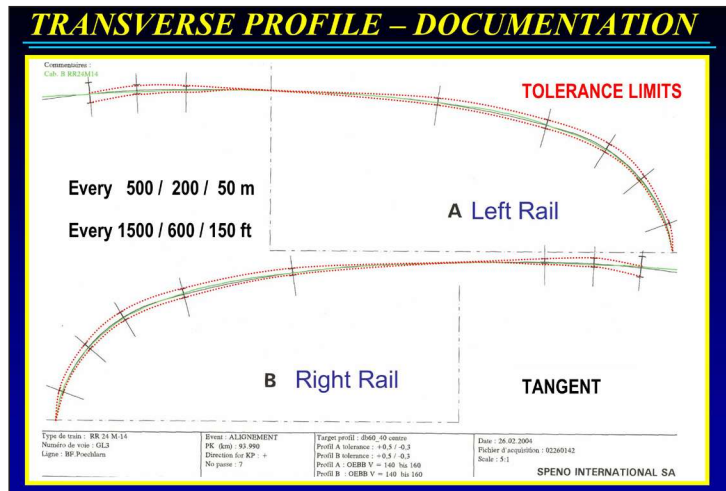 TRANSVERSE PROFILE – DOCUMENTATION
Commentaires :
Cab. B RR24M14
TOLERANCE LIMITS
Every 500 / 200 / 50 m
Every 1500 / 600 / 150 ft
A Left Rail
B Right Rail
TANGENT
Type de train : RR 24 M-14
Numéro de voie : GL3
Ligne : BF.Poechlarn
Event : ALIGNEMENT
PK (km) : 93.990
Direction for KP : +
No passe : 7
Target profil : db60_40 centre
Profil A tolerance : +0,5 / -0,3
Profil B tolerance : +0,5 / -0,3
Profil A : OEBB V = 140 bis 160
Profil B : OEBB V = 140 bis 160
Date : 26.02.2004
Fichier d'acquisition : 02260142
Scale : 5:1
SPENO INTERNATIONAL SA